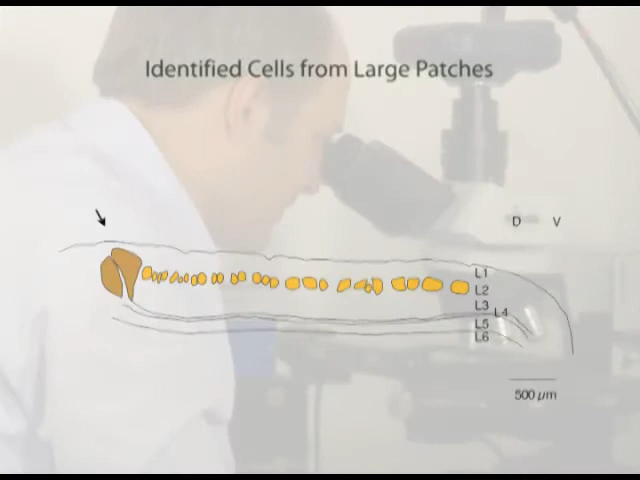 Identified Cells from Large Patches
D V
L1
L2
L3
L4
L5
L6
500 µm